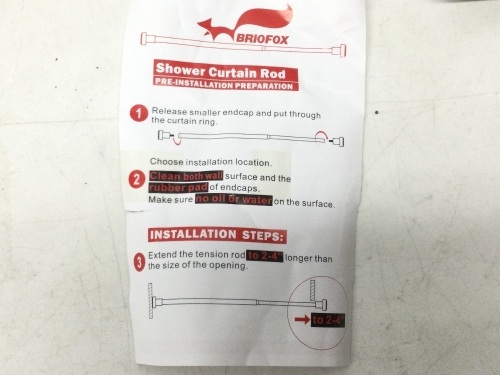 BRIOFOX
Shower Curtain Rod
PRE-INSTALLATION PREPARATION
1 Release smaller endcap and put through
the curtain ring.
Choose installation location.
2 Clean both wall surface and the
rubber pad of endcaps.
Make sure no oil or water on the surface.
INSTALLATION STEPS:
3 Extend the tension rod to 2-4" longer than
the size of the opening.
to 2-4"